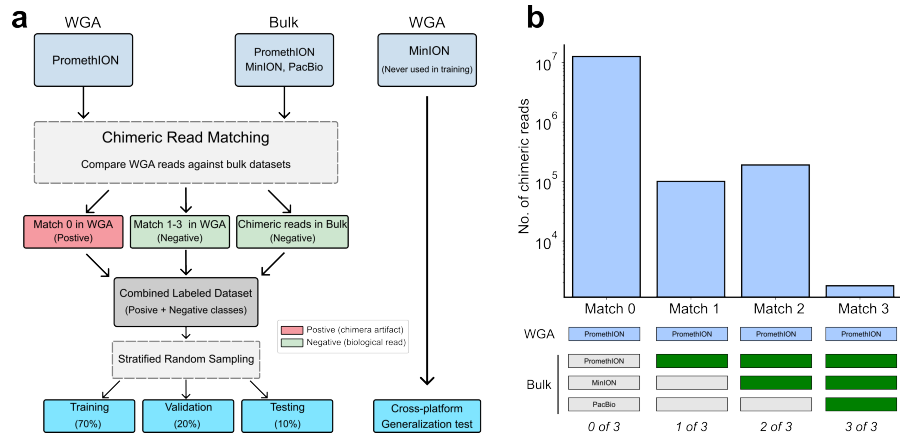 a
WGA
Bulk
WGA
PromethION
PromethION
MinION, PacBio
MinION
(Never used in training)
Chimeric Read Matching
Compare WGA reads against bulk datasets
Match 0 in WGA
(Postive)
Match 1-3 in WGA
(Negative)
Chimeric reads in Bulk
(Negative)
Combined Labeled Dataset
(Posive + Negative classes)
Postive (chimera artifact)
Negative (biological read)
Stratified Random Sampling
Training
(70%)
Validation
(20%)
Testing
(10%)
Cross-platform
Generalization test
b
No. of chimeric reads
10^7
10^6
10^5
10^4
Match 0 Match 1 Match 2 Match 3
WGA PromethION PromethION PromethION PromethION
Bulk
PromethION
MinION
PacBio
0 of 3 1 of 3 2 of 3 3 of 3